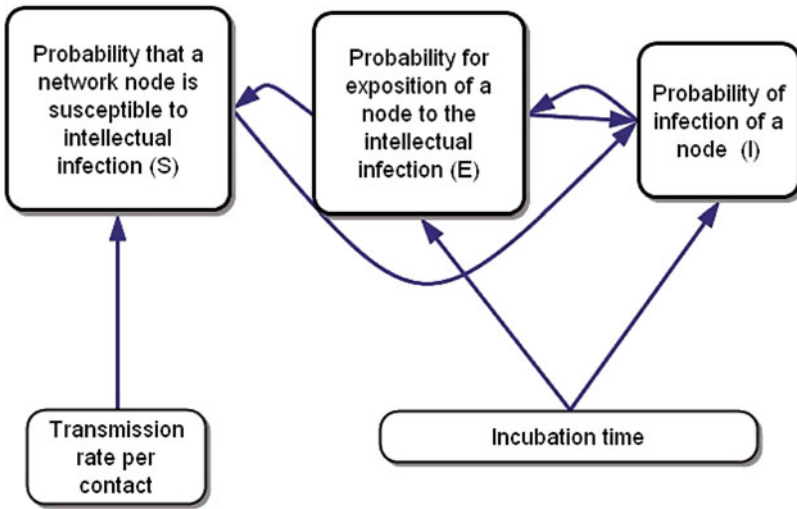 Probability that a
network node is
susceptible to
intellectual
infection (S)
Probability for
exposition of a
node to the
intellectual
infection (E)
Probability of
infection of a
node (I)
Transmission
rate per
contact
Incubation time